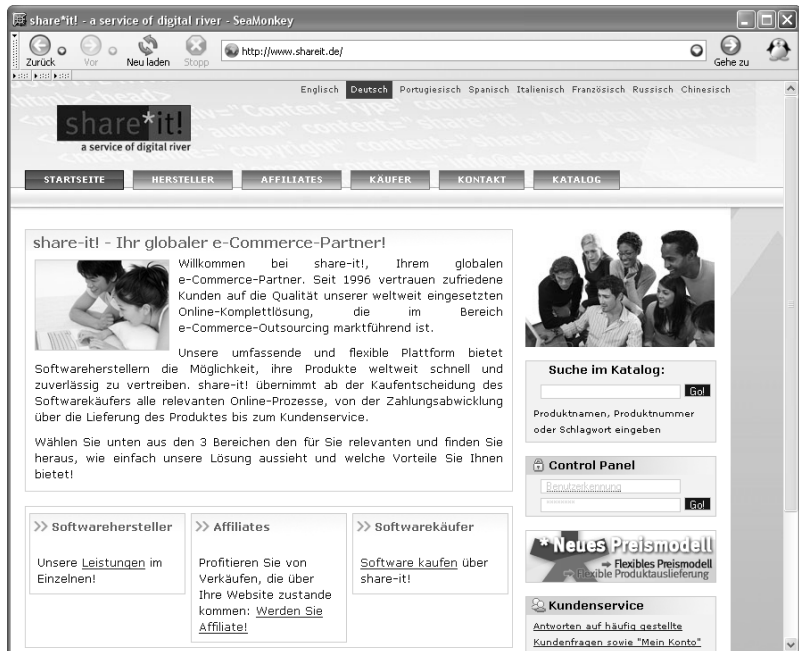 share*it! - a service of digital river - SeaMonkey
Zurück Vor Neu laden Stopp http://www.shareit.de/ Gehe zu
Englisch Deutsch Portugiesisch Spanisch Italienisch Französisch Russisch Chinesisch
share*it!
a service of digital river
STARTSEITE HERSTELLER AFFILIATES KÄUFER KONTAKT KATALOG
share-it! - Ihr globaler e-Commerce-Partner!
Willkommen bei share-it!, Ihrem globalen
e-Commerce-Partner. Seit 1996 vertrauen zufriedene
Kunden auf die Qualität unserer weltweit eingesetzten
Online-Komplettlösung, die im Bereich
e-Commerce-Outsourcing marktführend ist.
Unsere umfassende und flexible Plattform bietet
Softwareherstellern die Möglichkeit, ihre Produkte weltweit schnell und
zuverlässig zu vertreiben. share-it! übernimmt ab der Kaufentscheidung des
Softwarekäufers alle relevanten Online-Prozesse, von der Zahlungsabwicklung
über die Lieferung des Produktes bis zum Kundenservice.
Wählen Sie unten aus den 3 Bereichen den für Sie relevanten und finden Sie
heraus, wie einfach unsere Lösung aussieht und welche Vorteile Sie Ihnen
bietet!
>> Softwarehersteller
Unsere Leistungen im
Einzelnen!
>> Affiliates
Profitieren Sie von
Verkäufen, die über
Ihre Website zustande
kommen: Werden Sie
Affiliate!
>> Softwarekäufer
Software kaufen über
share-it!
Suche im Katalog:
Go!
Produktnamen, Produktnummer
oder Schlagwort eingeben
Control Panel
Benutzerkennung
******** Go!
* Neues Preismodell
⇒ Flexibles Preismodell
⇒ Flexible Produktauslieferung
Kundenservice
Antworten auf häufig gestellte
Kundenfragen sowie "Mein Konto"